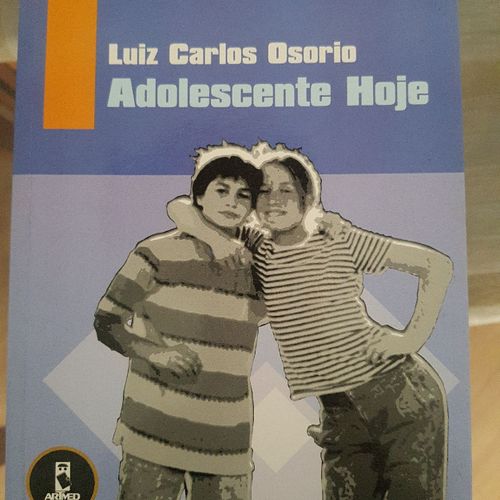 Luiz Carlos Osorio
Adolescente Hoje
ARTMED